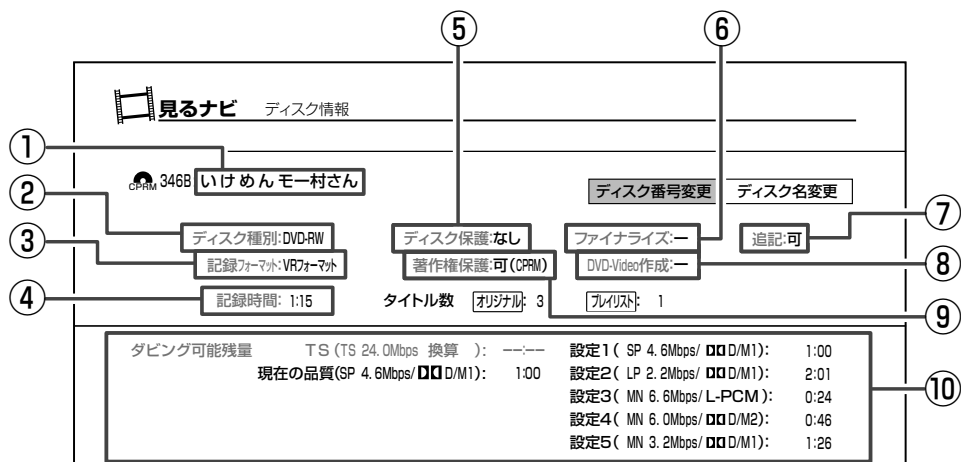 ⑤ ⑥
見るナビ ディスク情報
①
CPRM 346B いけめんモー村さん
ディスク番号変更 ディスク名変更
② ⑦
ディスク種別:DVD-RW ディスク保護:なし ファイナライズ:ー 追記:可
③ ⑧
記録フォーマット:VRフォーマット 著作権保護:可(CPRM) DVD-Video作成:ー
④ ⑨
記録時間: 1:15 タイトル数 オリジナル: 3 プレイリスト: 1
ダビング可能残量 TS(TS 24.0Mbps 換算 ): --:-- 設定1( SP 4.6Mbps/ DD D/M1): 1:00
現在の品質(SP 4.6Mbps/DD D/M1): 1:00 設定2( LP 2.2Mbps/ DD D/M1): 2:01
設定3( MN 6.6Mbps/ L-PCM ): 0:24
⑩
設定4( MN 6.0Mbps/ DD D/M2): 0:46
設定5( MN 3.2Mbps/ DD D/M1): 1:26